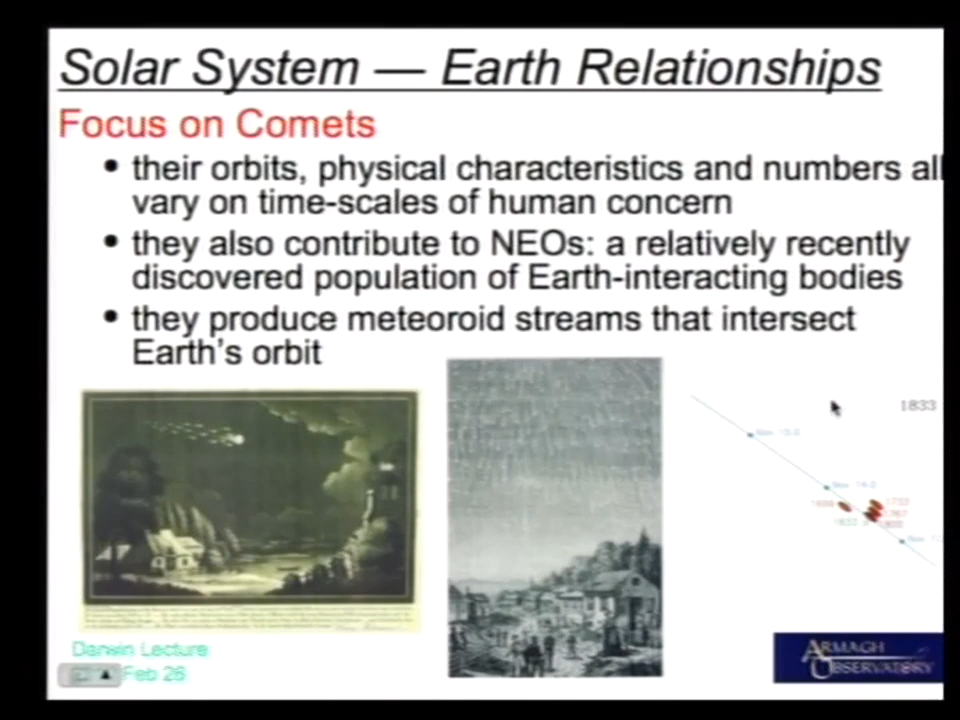 Solar System — Earth Relationships
Focus on Comets
• their orbits, physical characteristics and numbers all
vary on time-scales of human concern
• they also contribute to NEOs: a relatively recently
discovered population of Earth-interacting bodies
• they produce meteoroid streams that intersect
Earth's orbit
1833
Darwin Lecture
Feb 26
ARMAGH
OBSERVATORY